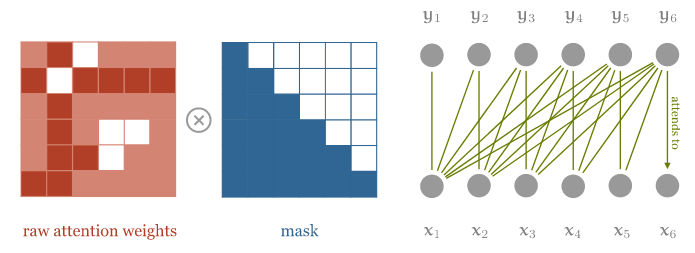 y₁ y₂ y₃ y₄ y₅ y₆
attends to
x₁ x₂ x₃ x₄ x₅ x₆
raw attention weights
mask